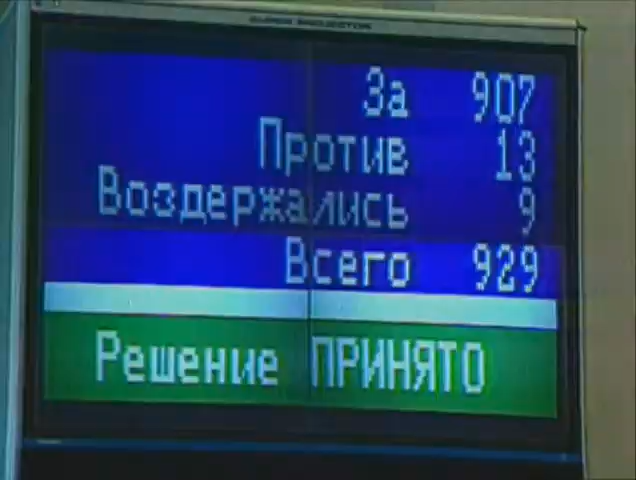 За 907
Против 13
Воздержались 9
Всего 929
Решение ПРИНЯТО